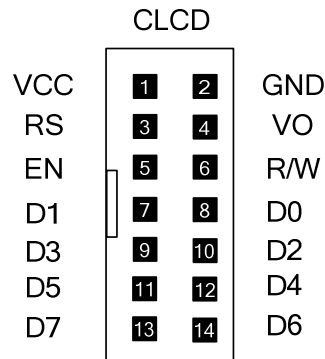 CLCD
VCC 1 2 GND
RS 3 4 VO
EN 5 6 R/W
D1 7 8 D0
D3 9 10 D2
D5 11 12 D4
D7 13 14 D6